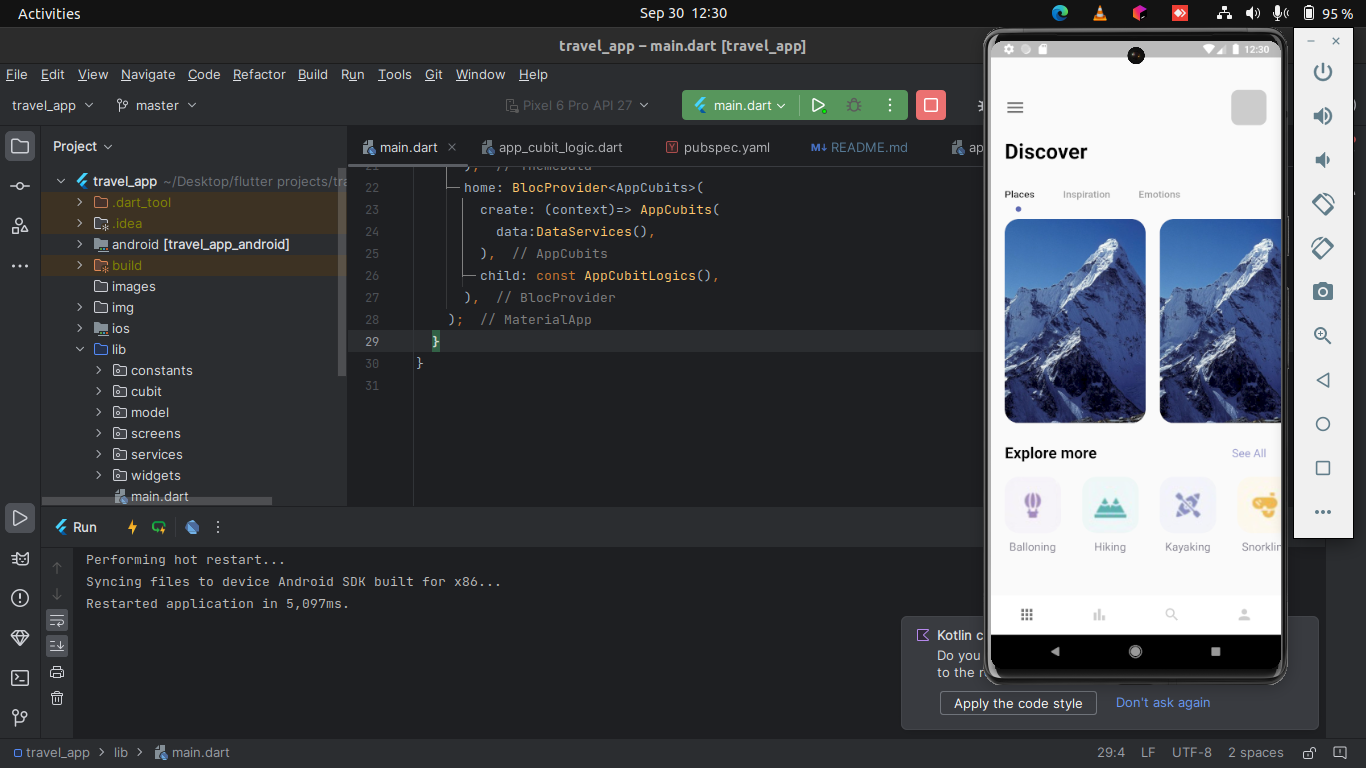 Activities
Sep 30 12:30
95 %
travel_app – main.dart [travel_app]
File Edit View Navigate Code Refactor Build Run Tools Git Window Help
travel_app
master
Pixel 6 Pro API 27
main.dart
Project
main.dart
app_cubit_logic.dart
pubspec.yaml
README.md
ap
travel_app ~/Desktop/flutter projects/tra
.dart_tool
.idea
android [travel_app_android]
build
images
img
ios
lib
constants
cubit
model
screens
services
widgets
main.dart
21 ), // ThemeData
22 home: BlocProvider<AppCubits>(
23 create: (context)=> AppCubits(
24 data:DataServices(),
25 ), // AppCubits
26 child: const AppCubitLogics(),
27 ), // BlocProvider
28 ); // MaterialApp
29 }
30 }
31
12:30
Discover
Places Inspiration Emotions
Explore more See All
Ballooning Hiking Kayaking Snorklin
Run
Performing hot restart...
Syncing files to device Android SDK built for x86...
Restarted application in 5,097ms.
Kotlin c
Do you
to the r
Apply the code style
Don't ask again
travel_app lib main.dart
29:4 LF UTF-8 2 spaces